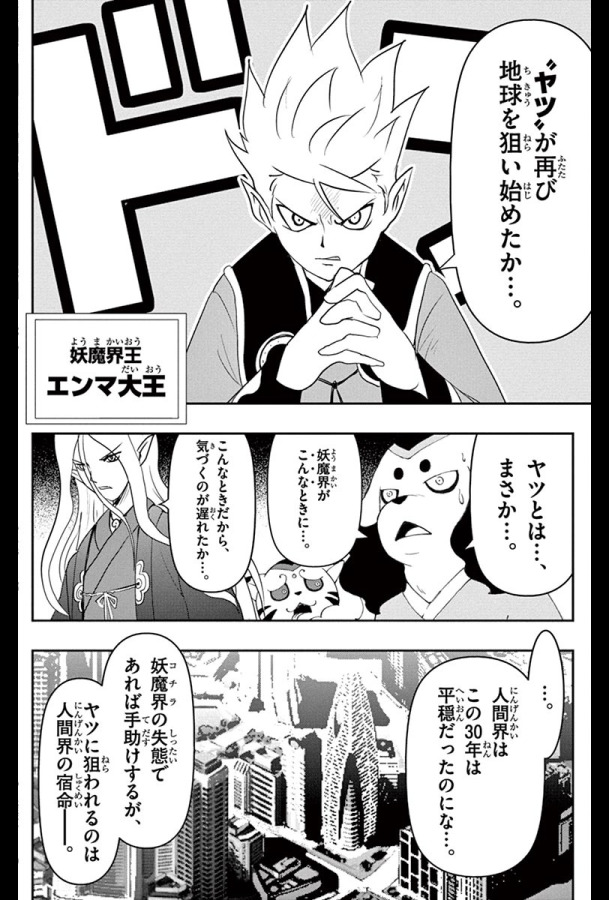 〝ヤツ〟が再び
地球を狙い始めたか…。
ド
妖魔界王
エンマ大王
ヤツとは…、
まさか…。
妖魔界が
こんなときに…。
こんなときだから、
気づくのが遅れたか…。
…。
人間界は
この30年は
平穏だったのにな…。
妖魔界の失態で
あれば手助けするが、
ヤツに狙われるのは
人間界の宿命──。